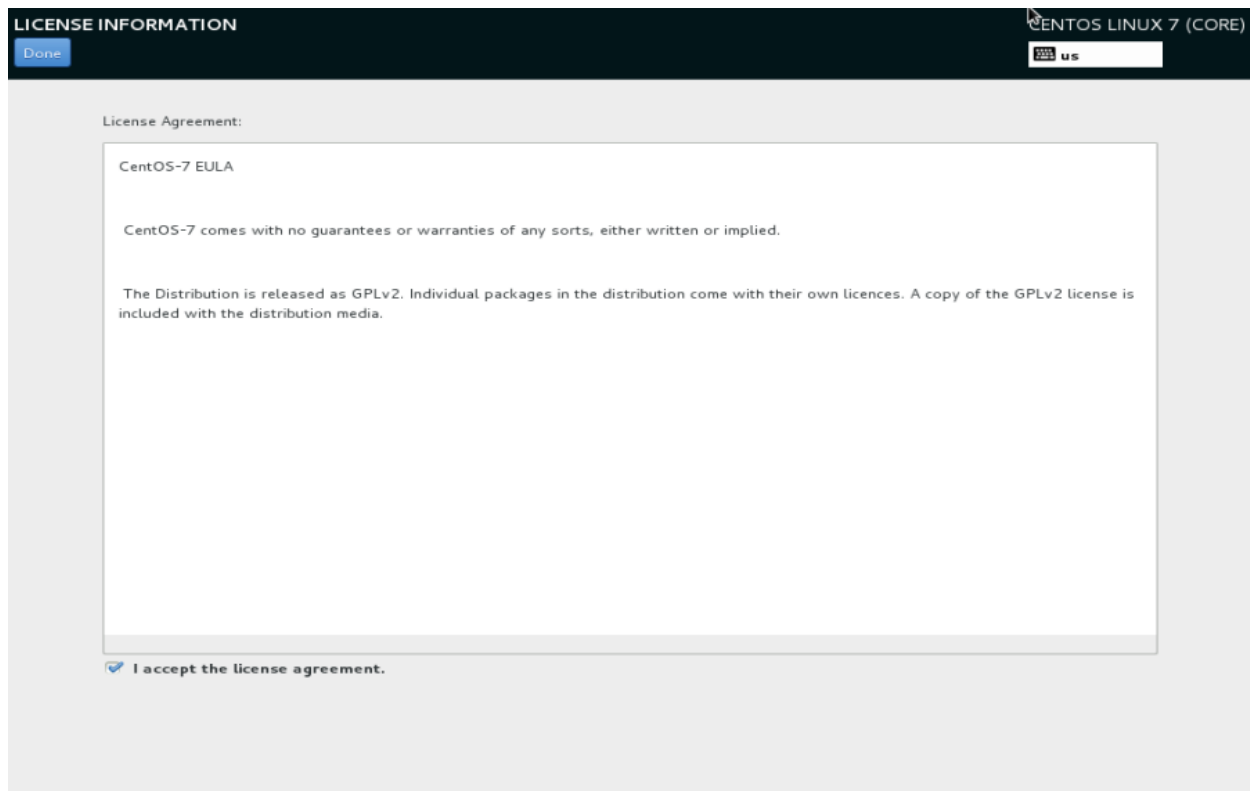 LICENSE INFORMATION
CENTOS LINUX 7 (CORE)
Done
us
License Agreement:
CentOS-7 EULA
CentOS-7 comes with no guarantees or warranties of any sorts, either written or implied.
The Distribution is released as GPLv2. Individual packages in the distribution come with their own licences. A copy of the GPLv2 license is
included with the distribution media.
I accept the license agreement.